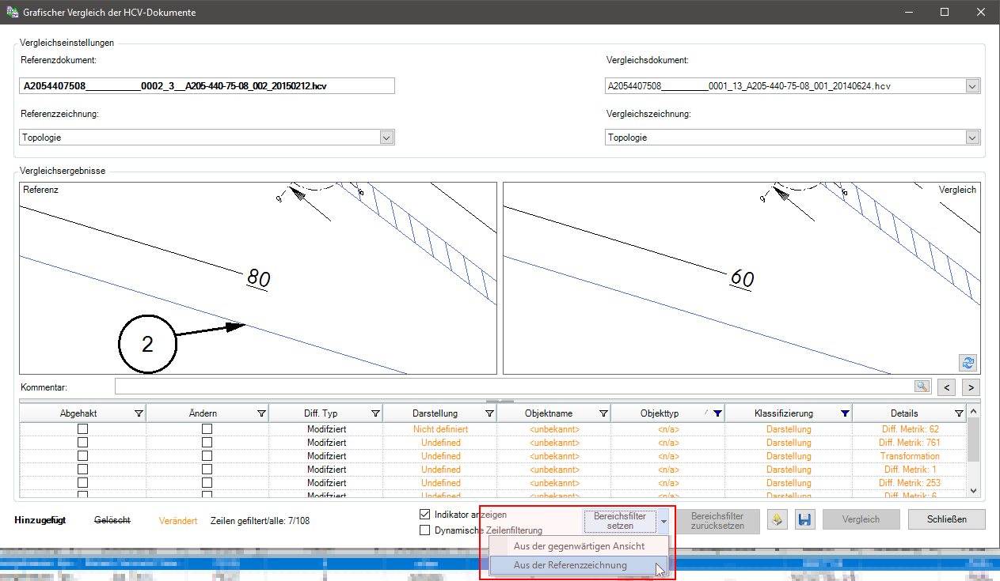 Grafischer Vergleich der HCV-Dokumente
Vergleichseinstellungen
Referenzdokument:
Vergleichsdokument:
A2054407508__________0002_3__A205-440-75-08_002_20150212.hcv
A2054407508__________0001_13_A205-440-75-08_001_20140624.hcv
Referenzzeichnung:
Vergleichszeichnung:
Topologie
Topologie
Vergleichsergebnisse
Referenz
Vergleich
80
60
2
Kommentar:
< >
Abgehakt Ändern Diff. Typ Darstellung Objektname Objekttyp Klassifizierung Details
Modifziert Nicht definiert <unbekannt> <n/a> Darstellung Diff. Metrik: 62
Modifziert Undefined <unbekannt> <n/a> Darstellung Diff. Metrik: 761
Modifziert Undefined <unbekannt> <n/a> Darstellung Transformation
Modifziert Undefined <unbekannt> <n/a> Darstellung Diff. Metrik: 1
Modifziert Undefined <unbekannt> <n/a> Darstellung Diff. Metrik: 253
Modifziert Undefined <unbekannt> <n/a> Darstellung Diff. Metrik: 6
Hinzugefügt Gelöscht Verändert Zeilen gefiltert/alle: 7/108
Indikator anzeigen
Dynamische Zeilenfilterung
Bereichsfilter
setzen
Bereichsfilter
zurücksetzen
Vergleich
Schließen
Aus der gegenwärtigen Ansicht
Aus der Referenzzeichnung